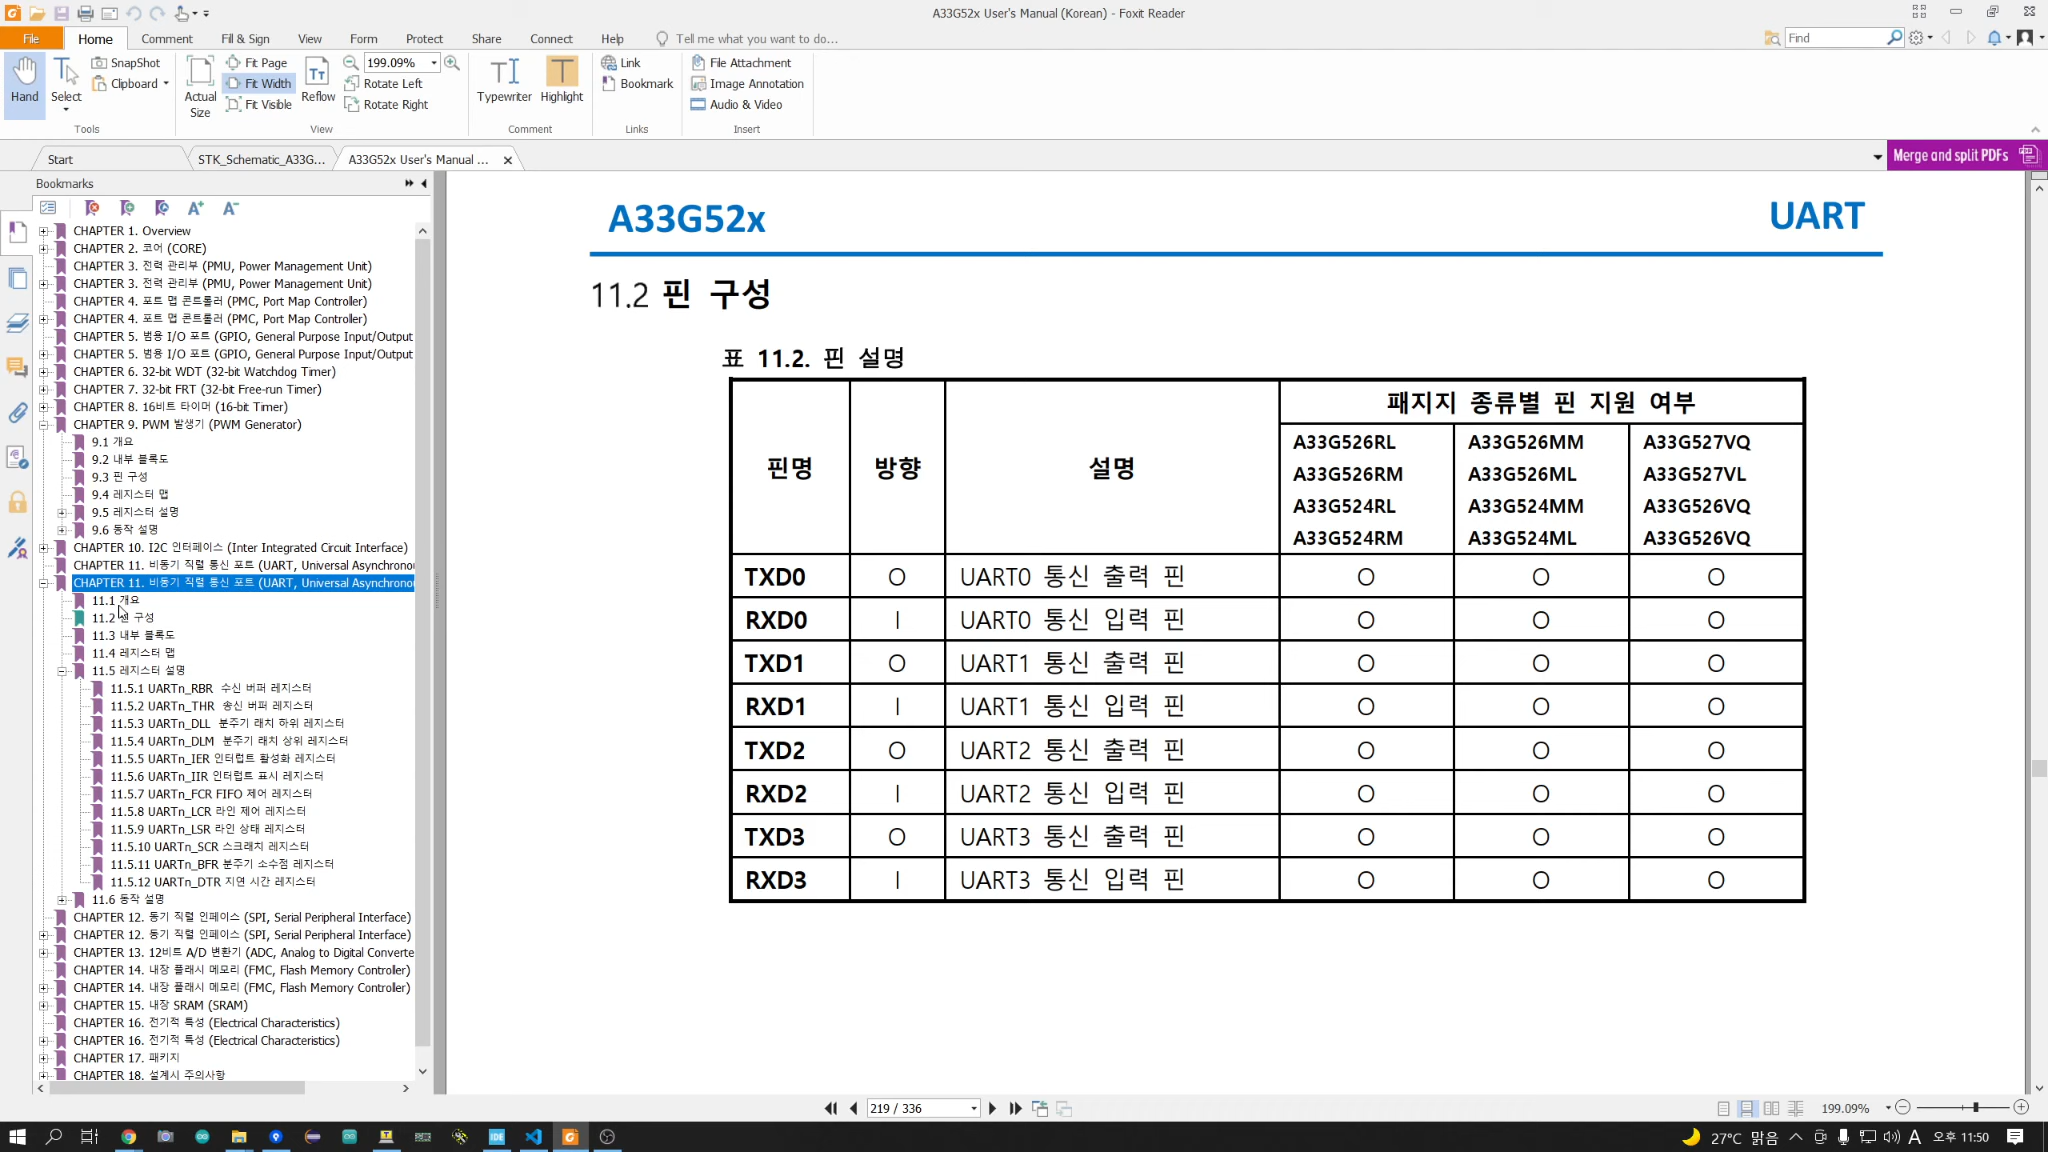 A33G52x User's Manual (Korean) - Foxit Reader
File
Home
Comment
Fill & Sign
View
Form
Protect
Share
Connect
Help
Tell me what you want to do...
Find
Hand
Select
SnapShot
Clipboard
Tools
Actual
Size
Fit Page
Fit Width
Fit Visible
Reflow
199.09%
Rotate Left
Rotate Right
View
Typewriter
Highlight
Comment
Link
Bookmark
Links
File Attachment
Image Annotation
Audio & Video
Insert
Start
STK_Schematic_A33G...
A33G52x User's Manual ...
Merge and split PDFs
Bookmarks
CHAPTER 1. Overview
CHAPTER 2. 코어 (CORE)
CHAPTER 3. 전력 관리부 (PMU, Power Management Unit)
CHAPTER 3. 전력 관리부 (PMU, Power Management Unit)
CHAPTER 4. 포트 맵 콘트롤러 (PMC, Port Map Controller)
CHAPTER 4. 포트 맵 콘트롤러 (PMC, Port Map Controller)
CHAPTER 5. 범용 I/O 포트 (GPIO, General Purpose Input/Output
CHAPTER 5. 범용 I/O 포트 (GPIO, General Purpose Input/Output
CHAPTER 6. 32-bit WDT (32-bit Watchdog Timer)
CHAPTER 7. 32-bit FRT (32-bit Free-run Timer)
CHAPTER 8. 16비트 타이머 (16-bit Timer)
CHAPTER 9. PWM 발생기 (PWM Generator)
9.1 개요
9.2 내부 블록도
9.3 핀 구성
9.4 레지스터 맵
9.5 레지스터 설명
9.6 동작 설명
CHAPTER 10. I2C 인터페이스 (Inter Integrated Circuit Interface)
CHAPTER 11. 비동기 직렬 통신 포트 (UART, Universal Asynchrono
CHAPTER 11. 비동기 직렬 통신 포트 (UART, Universal Asynchrono
11.1 개요
11.2 핀 구성
11.3 내부 블록도
11.4 레지스터 맵
11.5 레지스터 설명
11.5.1 UARTn_RBR 수신 버퍼 레지스터
11.5.2 UARTn_THR 송신 버퍼 레지스터
11.5.3 UARTn_DLL 분주기 래치 하위 레지스터
11.5.4 UARTn_DLM 분주기 래치 상위 레지스터
11.5.5 UARTn_IER 인터럽트 활성화 레지스터
11.5.6 UARTn_IIR 인터럽트 표시 레지스터
11.5.7 UARTn_FCR FIFO 제어 레지스터
11.5.8 UARTn_LCR 라인 제어 레지스터
11.5.9 UARTn_LSR 라인 상태 레지스터
11.5.10 UARTn_SCR 스크래치 레지스터
11.5.11 UARTn_BFR 분주기 소수점 레지스터
11.5.12 UARTn_DTR 지연 시간 레지스터
11.6 동작 설명
CHAPTER 12. 동기 직렬 인페이스 (SPI, Serial Peripheral Interface)
CHAPTER 12. 동기 직렬 인페이스 (SPI, Serial Peripheral Interface)
CHAPTER 13. 12비트 A/D 변환기 (ADC, Analog to Digital Converte
CHAPTER 14. 내장 플래시 메모리 (FMC, Flash Memory Controller)
CHAPTER 14. 내장 플래시 메모리 (FMC, Flash Memory Controller)
CHAPTER 15. 내장 SRAM (SRAM)
CHAPTER 16. 전기적 특성 (Electrical Characteristics)
CHAPTER 16. 전기적 특성 (Electrical Characteristics)
CHAPTER 17. 패키지
CHAPTER 18. 설계시 주의사항
A33G52x UART
11.2 핀 구성
표 11.2. 핀 설명
핀명 방향 설명 패지지 종류별 핀 지원 여부
A33G526RL A33G526MM A33G527VQ
A33G526RM A33G526ML A33G527VL
A33G524RL A33G524MM A33G526VQ
A33G524RM A33G524ML A33G526VQ
TXD0 O UART0 통신 출력 핀 O O O
RXD0 I UART0 통신 입력 핀 O O O
TXD1 O UART1 통신 출력 핀 O O O
RXD1 I UART1 통신 입력 핀 O O O
TXD2 O UART2 통신 출력 핀 O O O
RXD2 I UART2 통신 입력 핀 O O O
TXD3 O UART3 통신 출력 핀 O O O
RXD3 I UART3 통신 입력 핀 O O O
219 / 336
199.09%
27°C 맑음
A
오후 11:50